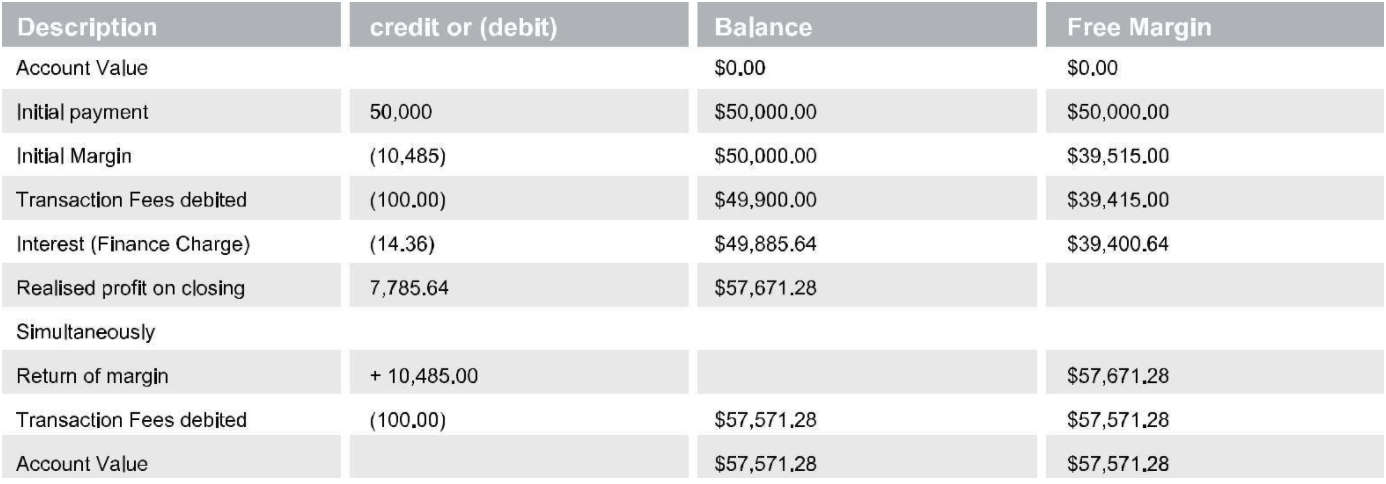 Description credit or (debit) Balance Free Margin
Account Value $0.00 $0.00
Initial payment 50,000 $50,000.00 $50,000.00
Initial Margin (10,485) $50,000.00 $39,515.00
Transaction Fees debited (100.00) $49,900.00 $39,415.00
Interest (Finance Charge) (14.36) $49,885.64 $39,400.64
Realised profit on closing 7,785.64 $57,671.28
Simultaneously
Return of margin + 10,485.00 $57,671.28
Transaction Fees debited (100.00) $57,571.28 $57,571.28
Account Value $57,571.28 $57,571.28